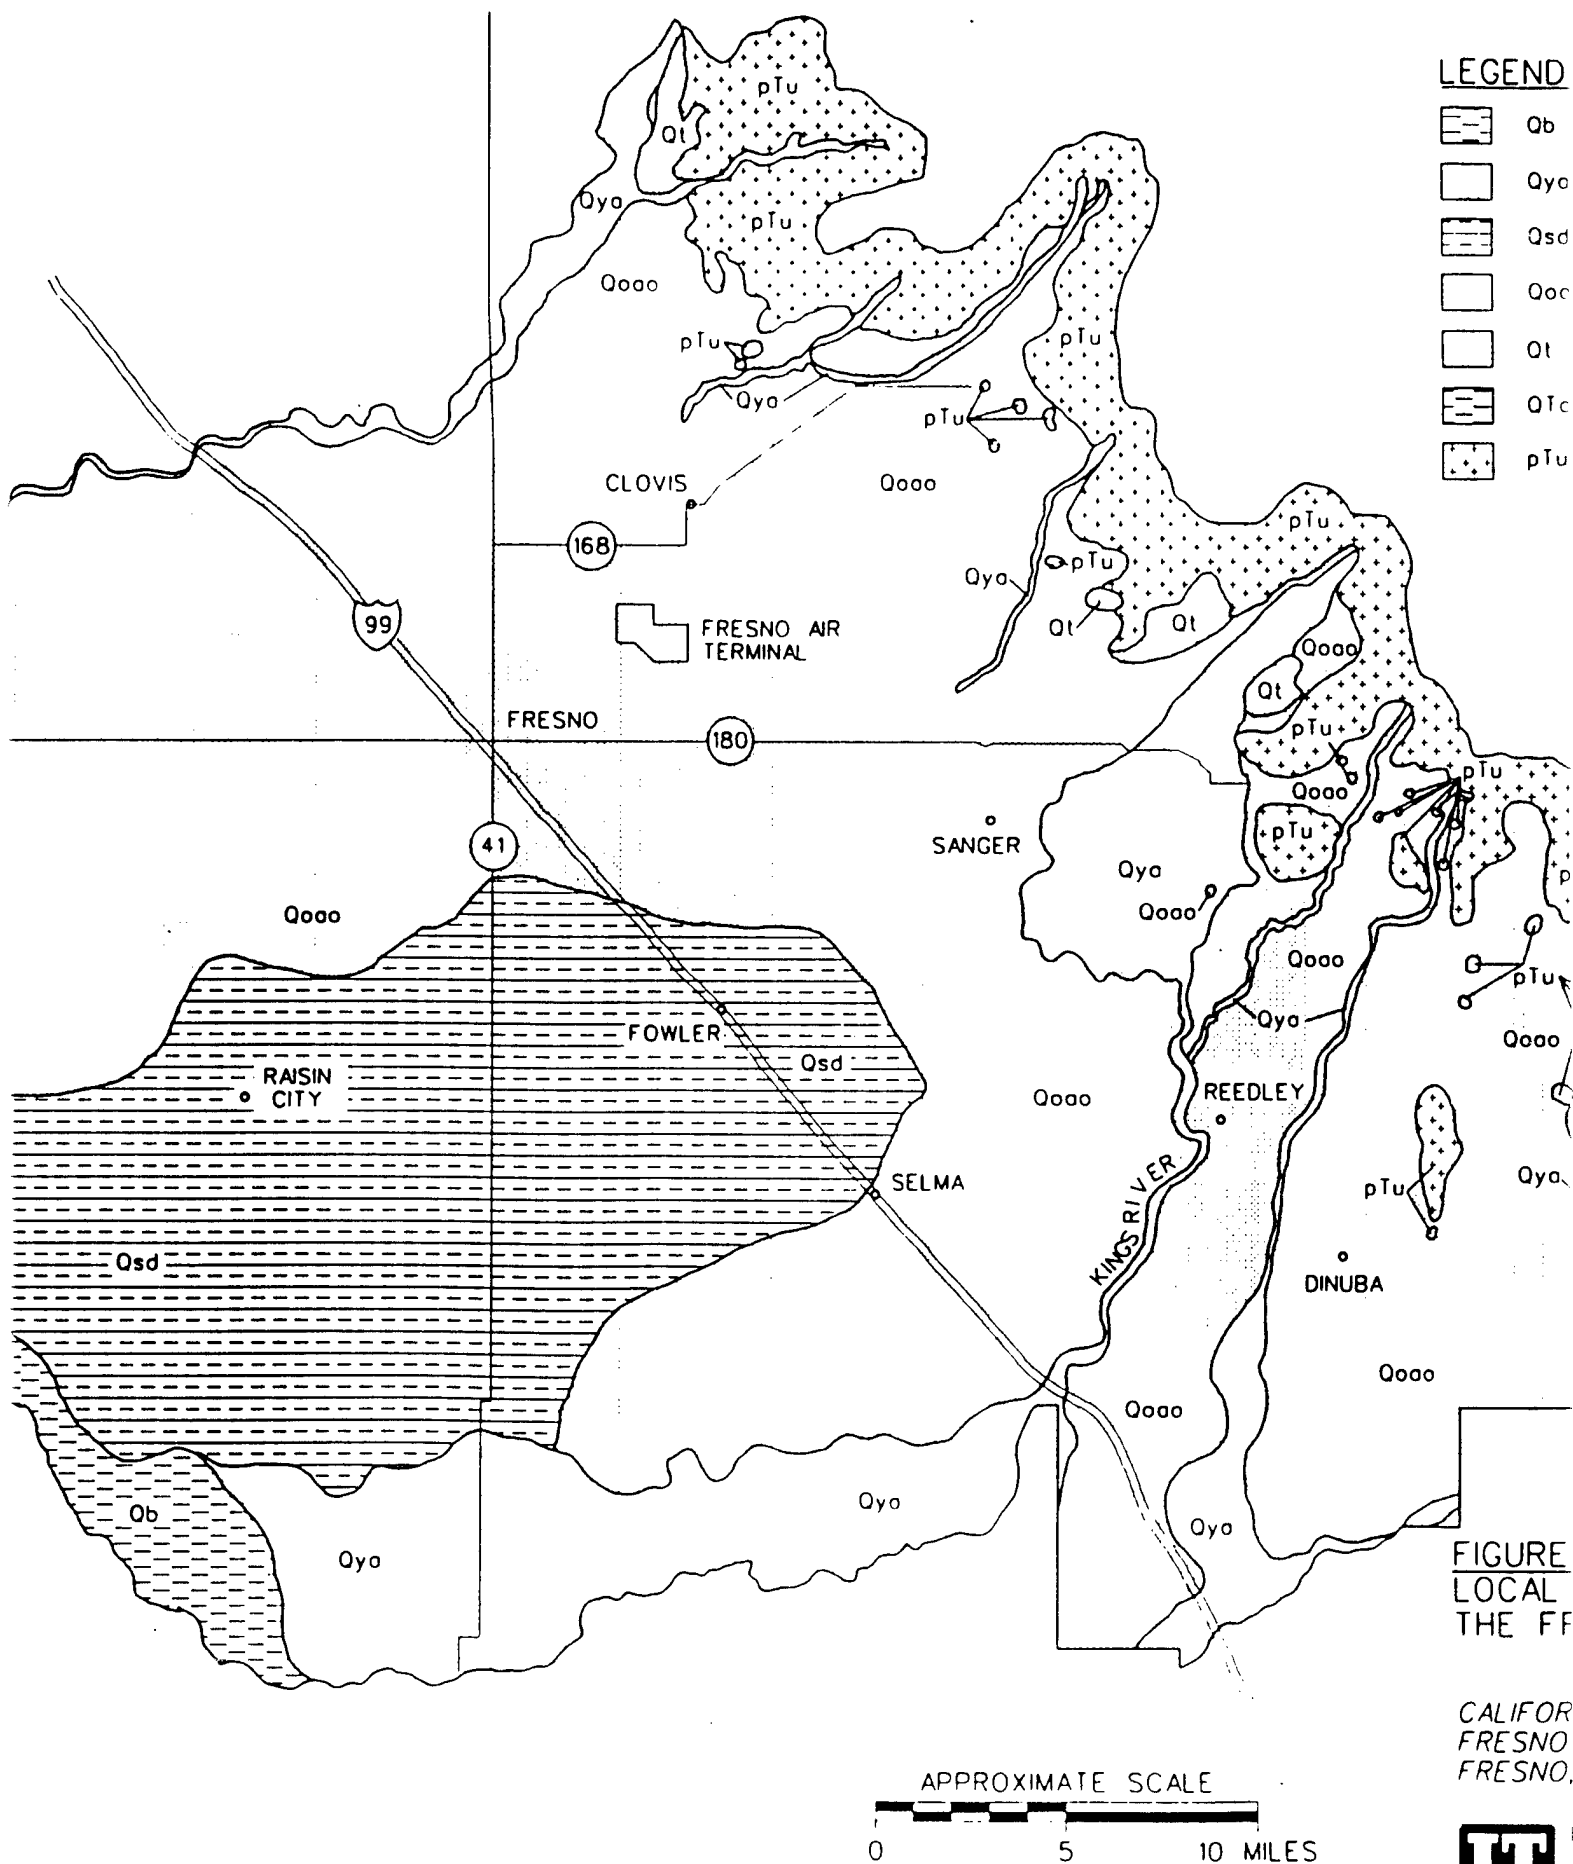 LEGEND
Qb
Qya
Qsd
Qoa
Qt
QTc
pTu
pTu
Qt
Qya
pTu
Qoao
pTu
Qya
pTu
pTu
CLOVIS
Qoao
168
pTu
Qya
pTu
Qt
Qt
99
FRESNO AIR
TERMINAL
Qoao
Qt
FRESNO
180
pTu
pTu
Qoao
41
SANGER
pTu
Qya
Qoao
Qoao
Qoao
pTu
FOWLER
Qya
Qoao
Qsd
RAISIN
CITY
Qoao
REEDLEY
SELMA
KINGS RIVER
pTu
Qya
Qsd
DINUBA
Qoao
Qoao
Qb
Qya
Qya
Qya
FIGURE
LOCAL
THE
CALIFOR
FRESNO
FRESNO,
APPROXIMATE SCALE
0 5 10 MILES